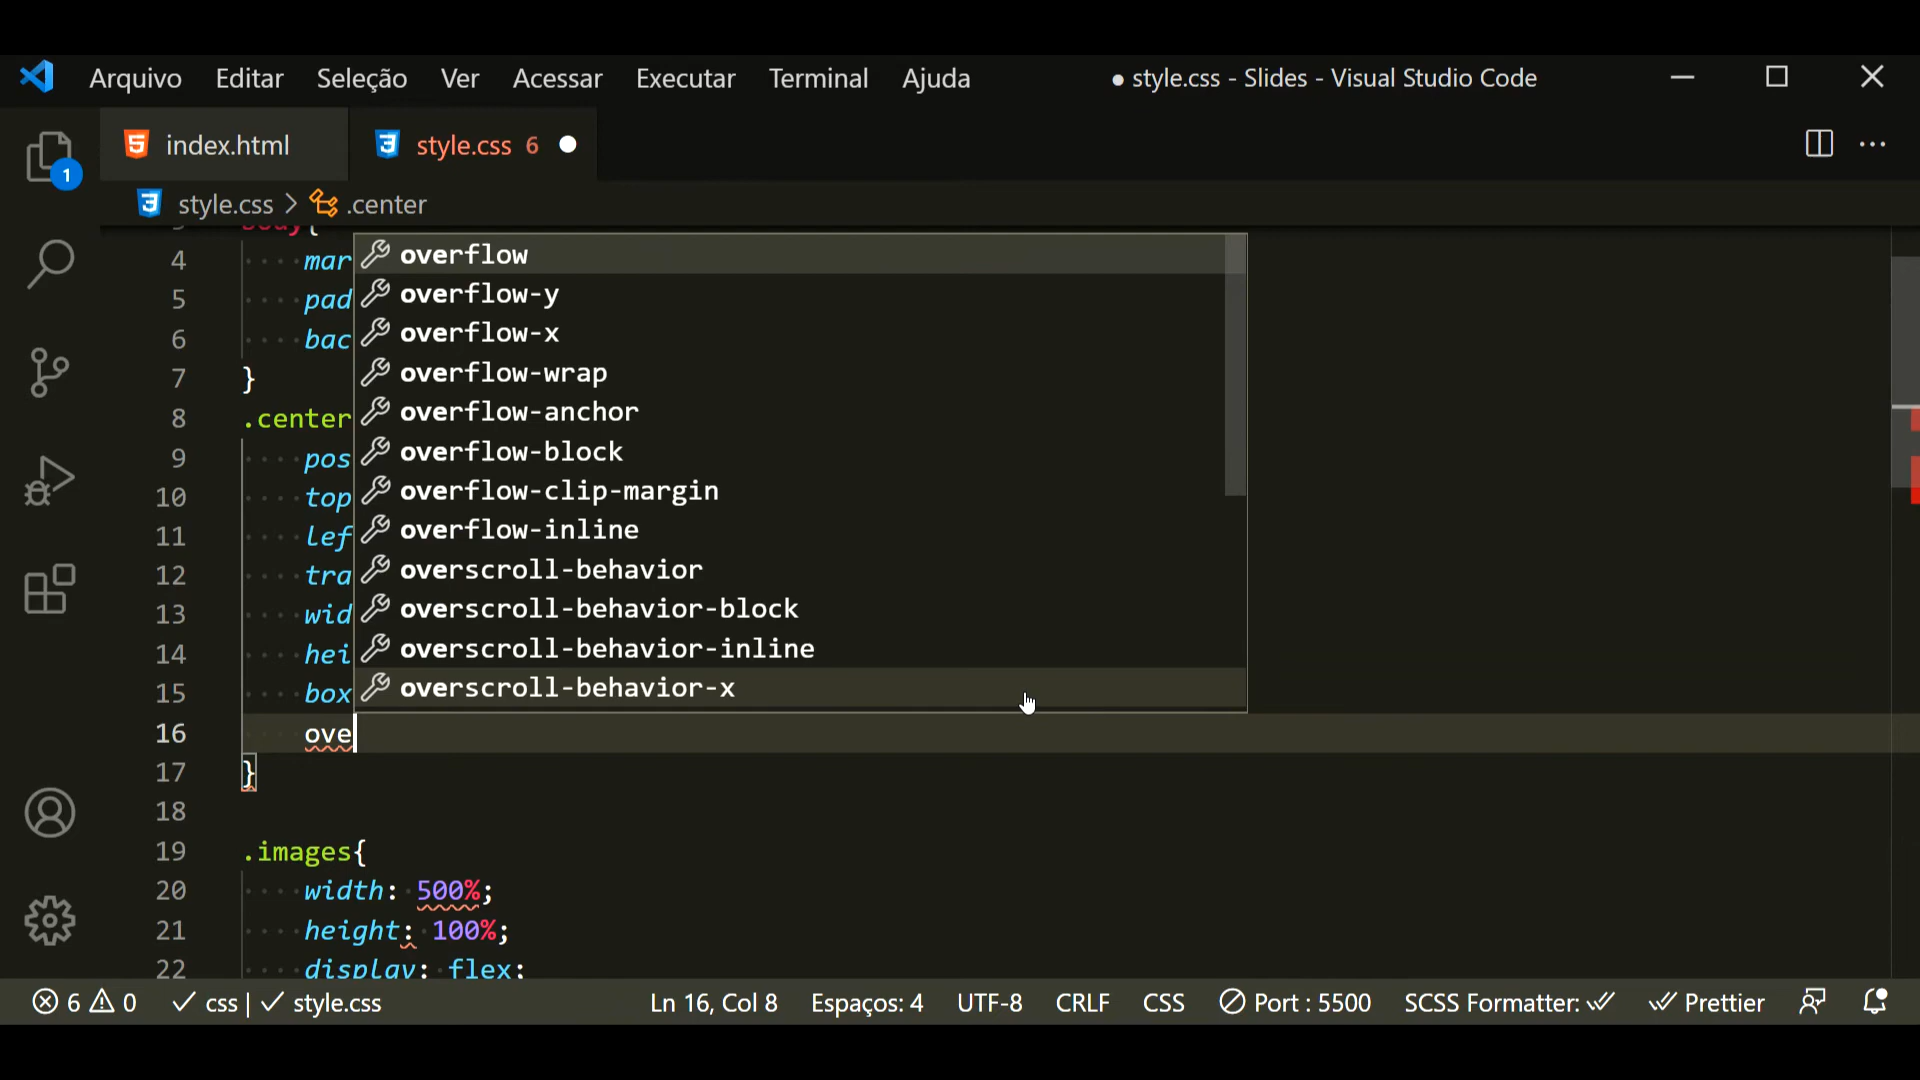 Arquivo Editar Seleção Ver Acessar Executar Terminal Ajuda ● style.css - Slides - Visual Studio Code
index.html style.css 6
style.css > .center
1
body{
4 mar
5 pad
6 bac
7 }
8 .center
9 pos
10 top
11 lef
12 tra
13 wid
14 hei
15 box
overflow
overflow-y
overflow-x
overflow-wrap
overflow-anchor
overflow-block
overflow-clip-margin
overflow-inline
overscroll-behavior
overscroll-behavior-block
overscroll-behavior-inline
overscroll-behavior-x
16 ove
17 }
18
19 .images{
20 width: 500%;
21 height: 100%;
22 display: flex;
6 0 ✓ css | ✓ style.css Ln 16, Col 8 Espaços: 4 UTF-8 CRLF CSS Port : 5500 SCSS Formatter: Prettier